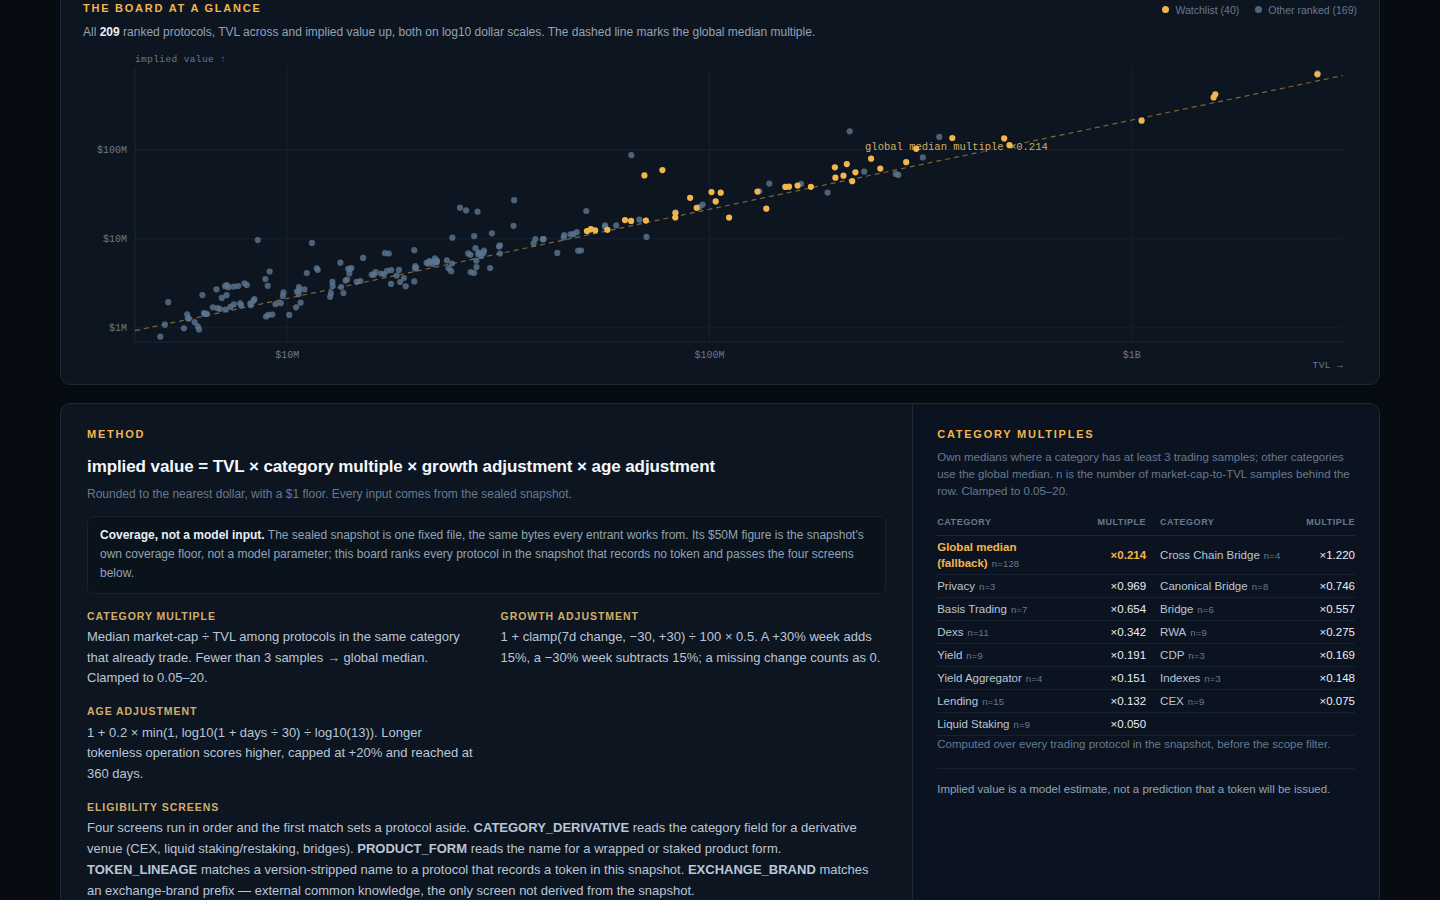 THE BOARD AT A GLANCE
Watchlist (40) Other ranked (169)
All 209 ranked protocols, TVL across and implied value up, both on log10 dollar scales. The dashed line marks the global median multiple.
implied value ↑
$100M
$10M
$1M
global median multiple ×0.214
$10M $100M $1B
TVL →
METHOD
implied value = TVL × category multiple × growth adjustment × age adjustment
Rounded to the nearest dollar, with a $1 floor. Every input comes from the sealed snapshot.
Coverage, not a model input. The sealed snapshot is one fixed file, the same bytes every entrant works from. Its $50M figure is the snapshot's
own coverage floor, not a model parameter; this board ranks every protocol in the snapshot that records no token and passes the four screens
below.
CATEGORY MULTIPLE
Median market-cap ÷ TVL among protocols in the same category
that already trade. Fewer than 3 samples → global median.
Clamped to 0.05–20.
GROWTH ADJUSTMENT
1 + clamp(7d change, −30, +30) ÷ 100 × 0.5. A +30% week adds
15%, a −30% week subtracts 15%; a missing change counts as 0.
AGE ADJUSTMENT
1 + 0.2 × min(1, log10(1 + days ÷ 30) ÷ log10(13)). Longer
tokenless operation scores higher, capped at +20% and reached at
360 days.
ELIGIBILITY SCREENS
Four screens run in order and the first match sets a protocol aside. CATEGORY_DERIVATIVE reads the category field for a derivative
venue (CEX, liquid staking/restaking, bridges). PRODUCT_FORM reads the name for a wrapped or staked product form.
TOKEN_LINEAGE matches a version-stripped name to a protocol that records a token in this snapshot. EXCHANGE_BRAND matches
an exchange-brand prefix — external common knowledge, the only screen not derived from the snapshot.
CATEGORY MULTIPLES
Own medians where a category has at least 3 trading samples; other categories
use the global median. n is the number of market-cap-to-TVL samples behind the
row. Clamped to 0.05–20.
CATEGORY MULTIPLE CATEGORY MULTIPLE
Global median
(fallback) n=128 ×0.214 Cross Chain Bridge n=4 ×1.220
Privacy n=3 ×0.969 Canonical Bridge n=8 ×0.746
Basis Trading n=7 ×0.654 Bridge n=6 ×0.557
Dexs n=11 ×0.342 RWA n=9 ×0.275
Yield n=9 ×0.191 CDP n=3 ×0.169
Yield Aggregator n=4 ×0.151 Indexes n=3 ×0.148
Lending n=15 ×0.132 CEX n=9 ×0.075
Liquid Staking n=9 ×0.050
Computed over every trading protocol in the snapshot, before the scope filter.
Implied value is a model estimate, not a prediction that a token will be issued.